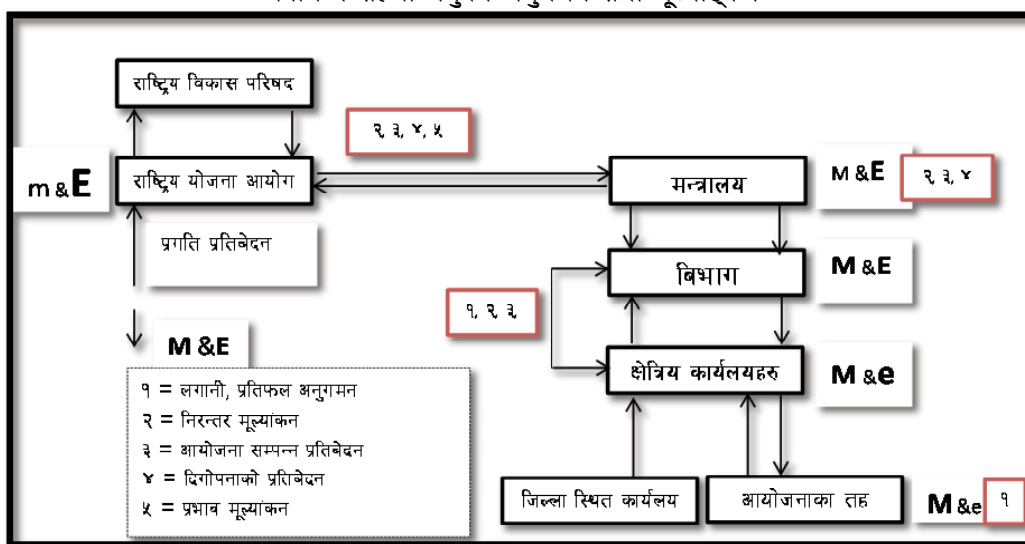 राष्ट्रिय विकास परिषद
२, ३, ४, ५
m & E
राष्ट्रिय योजना आयोग
मन्त्रालय
M & E
२, ३, ४
प्रगति प्रतिबेदन
बिभाग
M & E
१, २, ३,
M & E
क्षेत्रिय कार्यलयहरु
M & e
१ = लगानी, प्रतिफल अनुगमन
२ = निरन्तर मूल्यांकन
३ = आयोजना सम्पन्न प्रतिबेदन
४ = दिगोपनाको प्रतिबेदन
५ = प्रभाब मूल्यांकन
जिल्ला स्थित कार्यलय
आयोजनाका तह
M & e
१